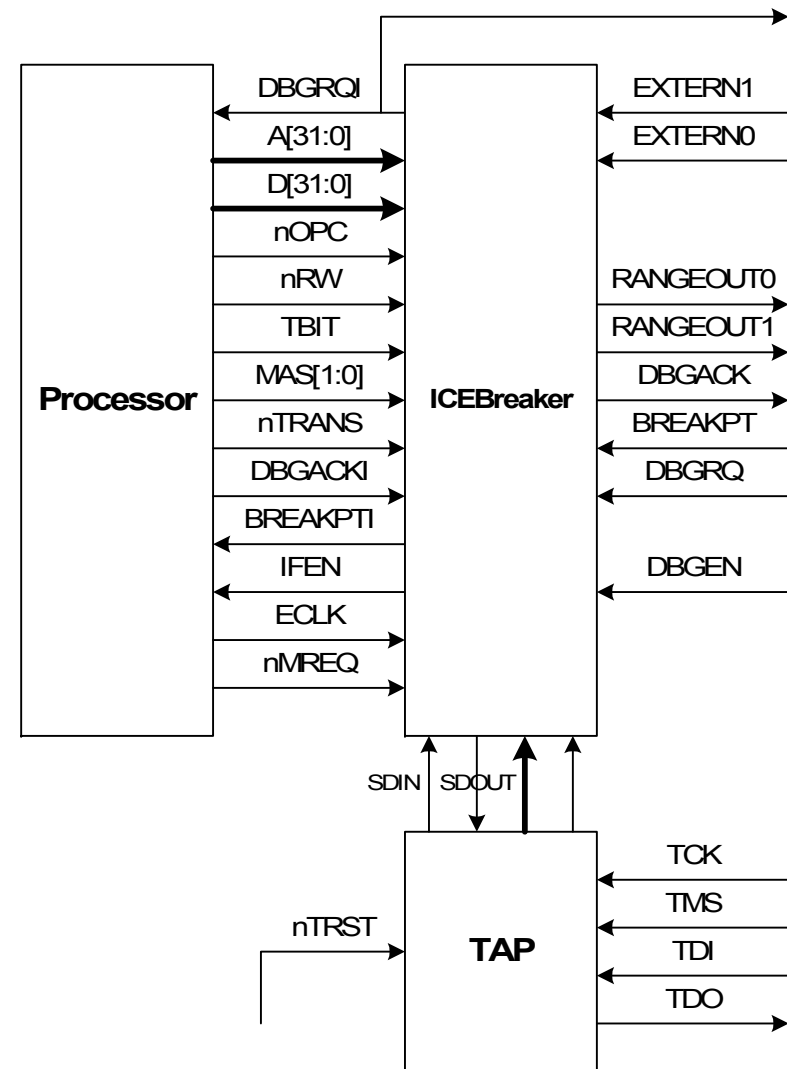 DBGRQI
EXTERN1
A[31:0]
EXTERN0
D[31:0]
nOPC
nRW
RANGEOUT0
TBIT
RANGEOUT1
MAS[1:0]
DBGACK
Processor
ICEBreaker
nTRANS
BREAKPT
DBGACKI
DBGRQ
BREAKPTI
IFEN
DBGEN
ECLK
nMREQ
SDIN
SDOUT
TCK
TMS
nTRST
TAP
TDI
TDO